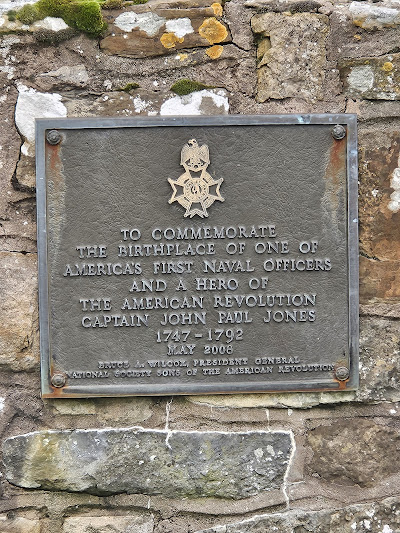 TO COMMEMORATE
THE BIRTHPLACE OF ONE OF
AMERICA'S FIRST NAVAL OFFICERS
AND A HERO OF
THE AMERICAN REVOLUTION
CAPTAIN JOHN PAUL JONES
1747-1792
MAY 2008
BRUCE A. WILCOX, PRESIDENT GENERAL
NATIONAL SOCIETY SONS OF THE AMERICAN REVOLUTION